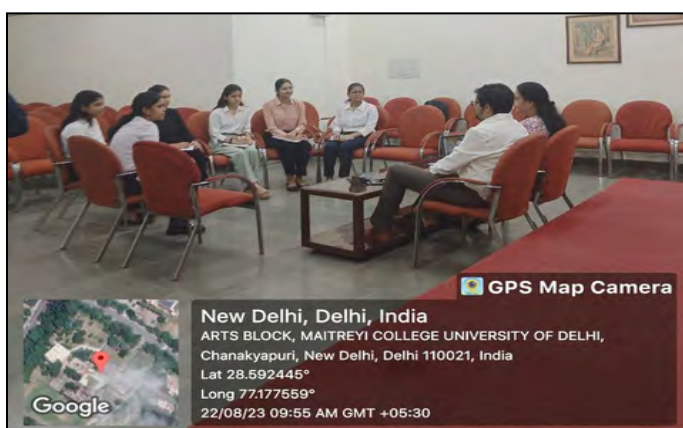 GPS Map Camera
New Delhi, Delhi, India
ARTS BLOCK, MAITREYI COLLEGE UNIVERSITY OF DELHI,
Chanakyapuri, New Delhi, Delhi 110021, India
Lat 28.592445°
Long 77.177559°
22/08/23 09:55 AM GMT +05:30
Google